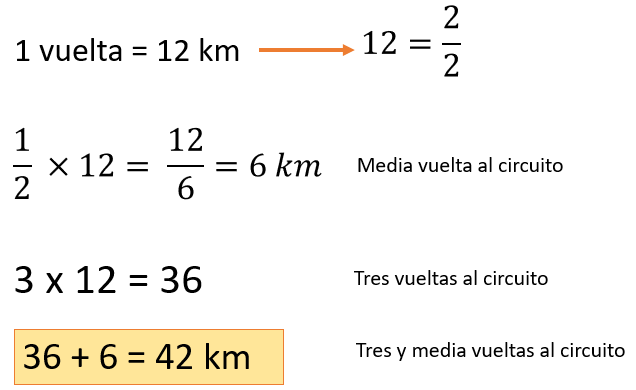 1 vuelta = 12 km → 12 = 2/2
1/2 × 12 = 12/6 = 6 km Media vuelta al circuito
3 x 12 = 36 Tres vueltas al circuito
36 + 6 = 42 km Tres y media vueltas al circuito